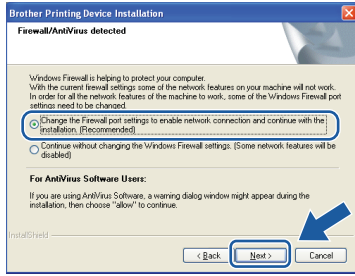 Brother Printing Device Installation
Firewall/AntiVirus detected
Windows Firewall is helping to protect your computer.
With the current firewall settings some of the network features on your machine will not work.
In order for all the network features of the machine to work, some of the Windows Firewall port
settings need to be changed.
Change the Firewall port settings to enable network connection and continue with the
installation. (Recommended)
Continue without changing the Windows Firewall settings. (Some network features will be
disabled)
For AntiVirus Software Users:
If you are using AntiVirus Software, a warning dialog window might appear during the
installation, then choose "allow" to continue.
InstallShield
< Back
Next >
Cancel